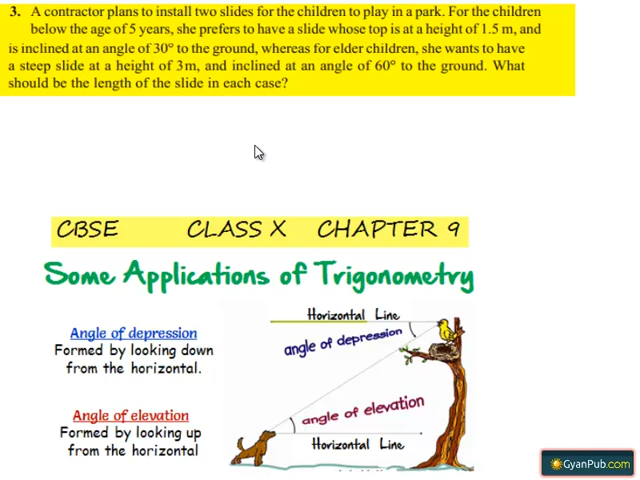 3. A contractor plans to install two slides for the children to play in a park. For the children
below the age of 5 years, she prefers to have a slide whose top is at a height of 1.5 m, and
is inclined at an angle of 30° to the ground, whereas for elder children, she wants to have
a steep slide at a height of 3m, and inclined at an angle of 60° to the ground. What
should be the length of the slide in each case?
CBSE CLASS X CHAPTER 9
Some Applications of Trigonometry
Horizontal Line
Angle of depression
angle of depression
Formed by looking down
from the horizontal.
Angle of elevation
angle of elevation
Formed by looking up
Horizontal Line
from the horizontal
GyanPub.com